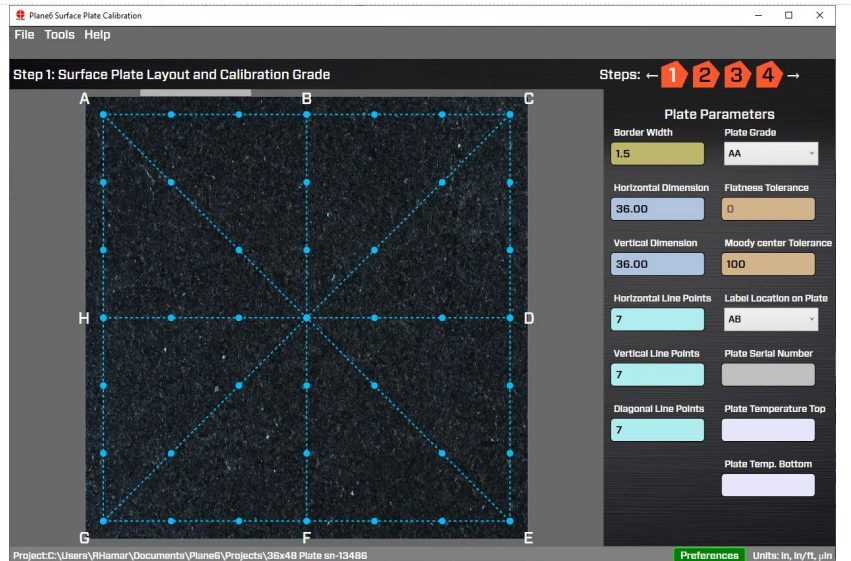 Plane6 Surface Plate Calibration
File Tools Help
Step 1: Surface Plate Layout and Calibration Grade
Steps: ← 1 2 3 4 →
A B C
H D
G F E
Plate Parameters
Border Width Plate Grade
1.5 AA
Horizontal Dimension Flatness Tolerance
36.00 0
Vertical Dimension Moody center Tolerance
36.00 100
Horizontal Line Points Label Location on Plate
7 AB
Vertical Line Points Plate Serial Number
7
Diagonal Line Points Plate Temperature Top
7
Plate Temp. Bottom
Project:C:\Users\RHamar\Documents\Plane6\Projects\36x48 Plate sn-13486 Preferences Units: in, in/ft, µin